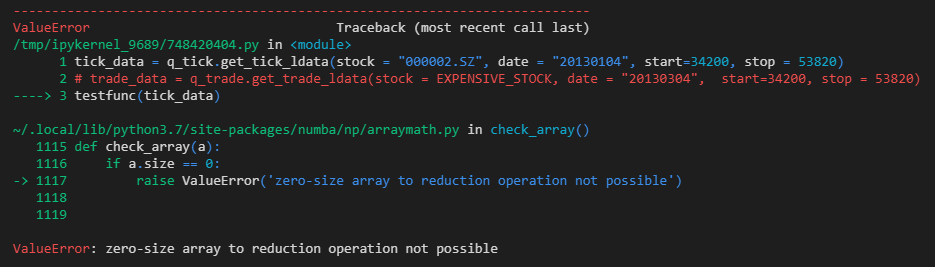 ---------------------------------------------------------------------------
ValueError                                Traceback (most recent call last)
/tmp/ipykernel_9689/748420404.py in <module>
      1 tick_data = q_tick.get_tick_ldata(stock = "000002.SZ", date = "20130104", start=34200, stop = 53820)
      2 # trade_data = q_trade.get_trade_ldata(stock = EXPENSIVE_STOCK, date = "20130304",  start=34200, stop = 53820)
----> 3 testfunc(tick_data)
~/.local/lib/python3.7/site-packages/numba/np/arraymath.py in check_array()
   1115 def check_array(a):
   1116     if a.size == 0:
-> 1117         raise ValueError('zero-size array to reduction operation not possible')
   1118
   1119
ValueError: zero-size array to reduction operation not possible